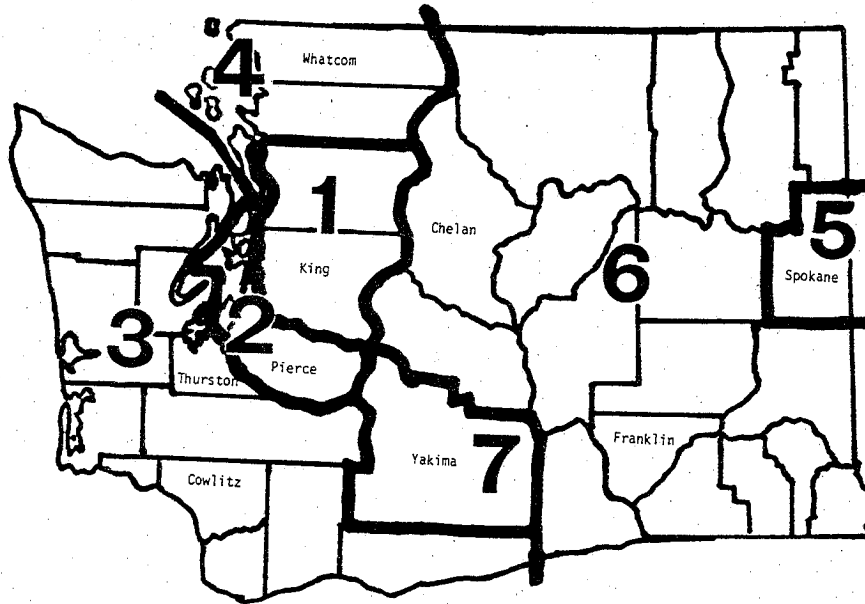 Whatcom
4
1
Chelan
King
5
6
Spokane
2
3
Pierce
Thurston
Franklin
Yakima
7
Cowlitz